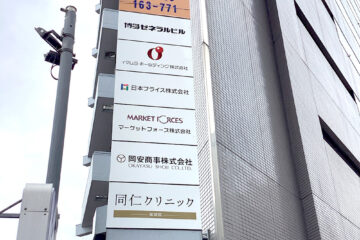 163-771
博多ゼネラルビル
日本フライス株式会社
MARKET FORCES
マーケットフォース株式会社
岡安商事株式会社
OKAYASU SHOJI CO.,LTD.
同仁クリニック